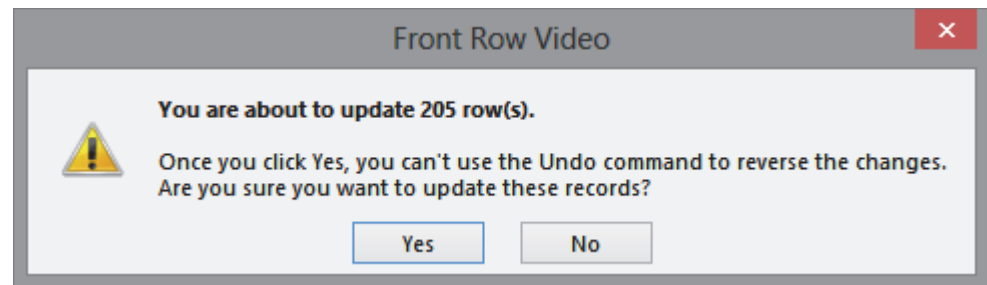 Front Row Video
You are about to update 205 row(s).
Once you click Yes, you can't use the Undo command to reverse the changes.
Are you sure you want to update these records?
Yes No